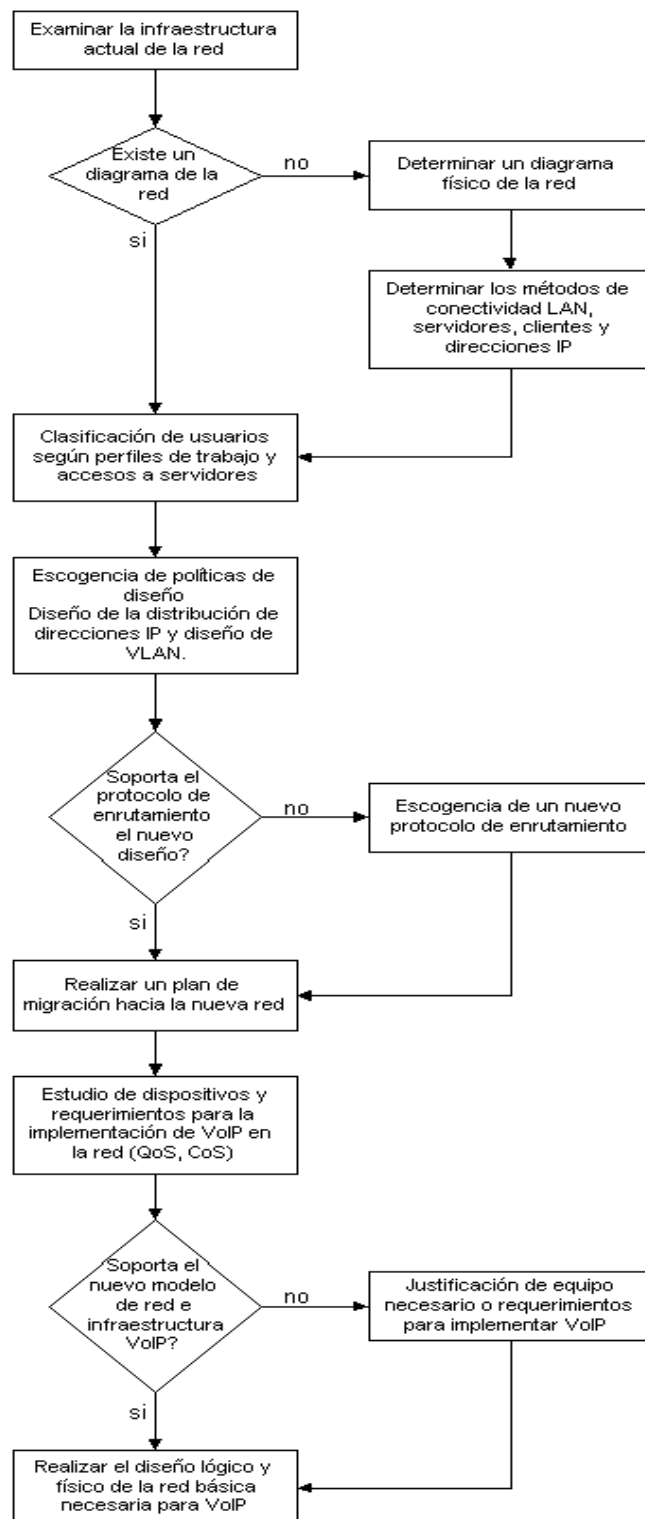 Examinar la infraestructura
actual de la red
Existe un
diagrama de la
red
no
Determinar un diagrama
físico de la red
si
Determinar los métodos de
conectividad LAN,
servidores, clientes y
direcciones IP
Clasificación de usuarios
según perfiles de trabajo y
accesos a servidores
Escogencia de políticas de
diseño
Diseño de la distribución de
direcciones IP y diseño de
VLAN.
Soporta el
protocolo de
enrutamiento
el nuevo
diseño?
no
Escogencia de un nuevo
protocolo de enrutamiento
si
Realizar un plan de
migración hacia la nueva red
Estudio de dispositivos y
requerimientos para la
implementación de VoIP en
la red (QoS, CoS)
Soporta el
nuevo modelo
de red e
infraestructura
VoIP?
no
Justificación de equipo
necesario o requerimientos
para implementar VoIP
si
Realizar el diseño lógico y
físico de la red básica
necesaria para VoIP